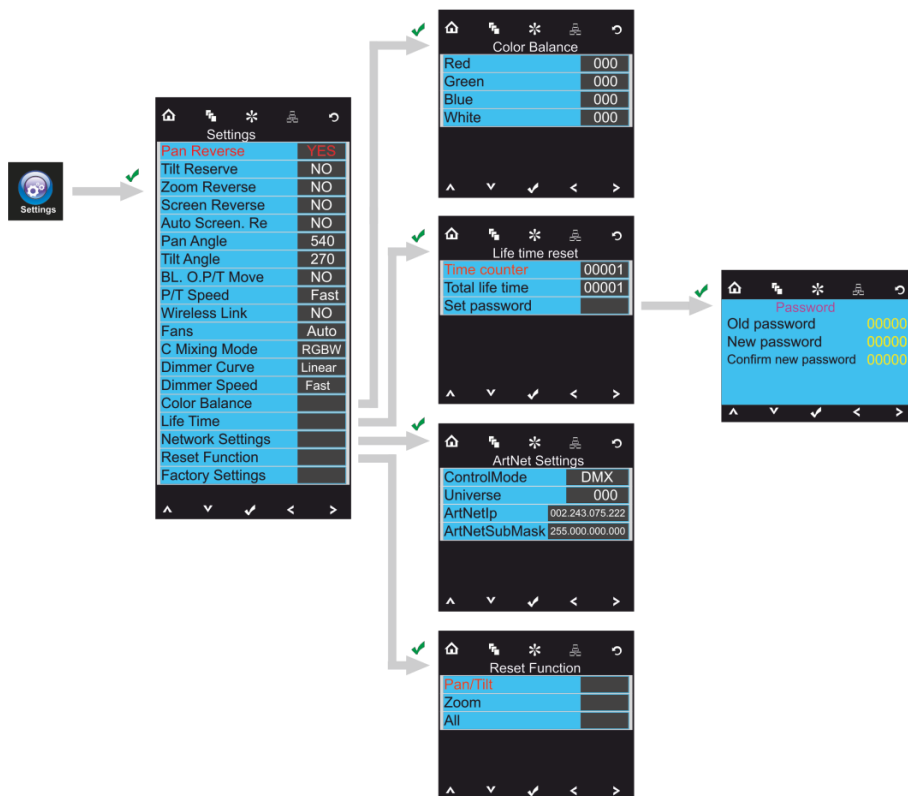 Settings
Settings
Pan Reverse YES
Tilt Reserve NO
Zoom Reverse NO
Screen Reverse NO
Auto Screen. Re NO
Pan Angle 540
Tilt Angle 270
BL. O.P/T Move NO
P/T Speed Fast
Wireless Link NO
Fans Auto
C Mixing Mode RGBW
Dimmer Curve Linear
Dimmer Speed Fast
Color Balance
Life Time
Network Settings
Reset Function
Factory Settings
Color Balance
Red 000
Green 000
Blue 000
White 000
Life time reset
Time counter 00001
Total life time 00001
Set password
Password
Old password 00000
New password 00000
Confirm new password 00000
ArtNet Settings
ControlMode DMX
Universe 000
ArtNetIp 002.243.075.222
ArtNetSubMask 255.000.000.000
Reset Function
Pan/Tilt
Zoom
All